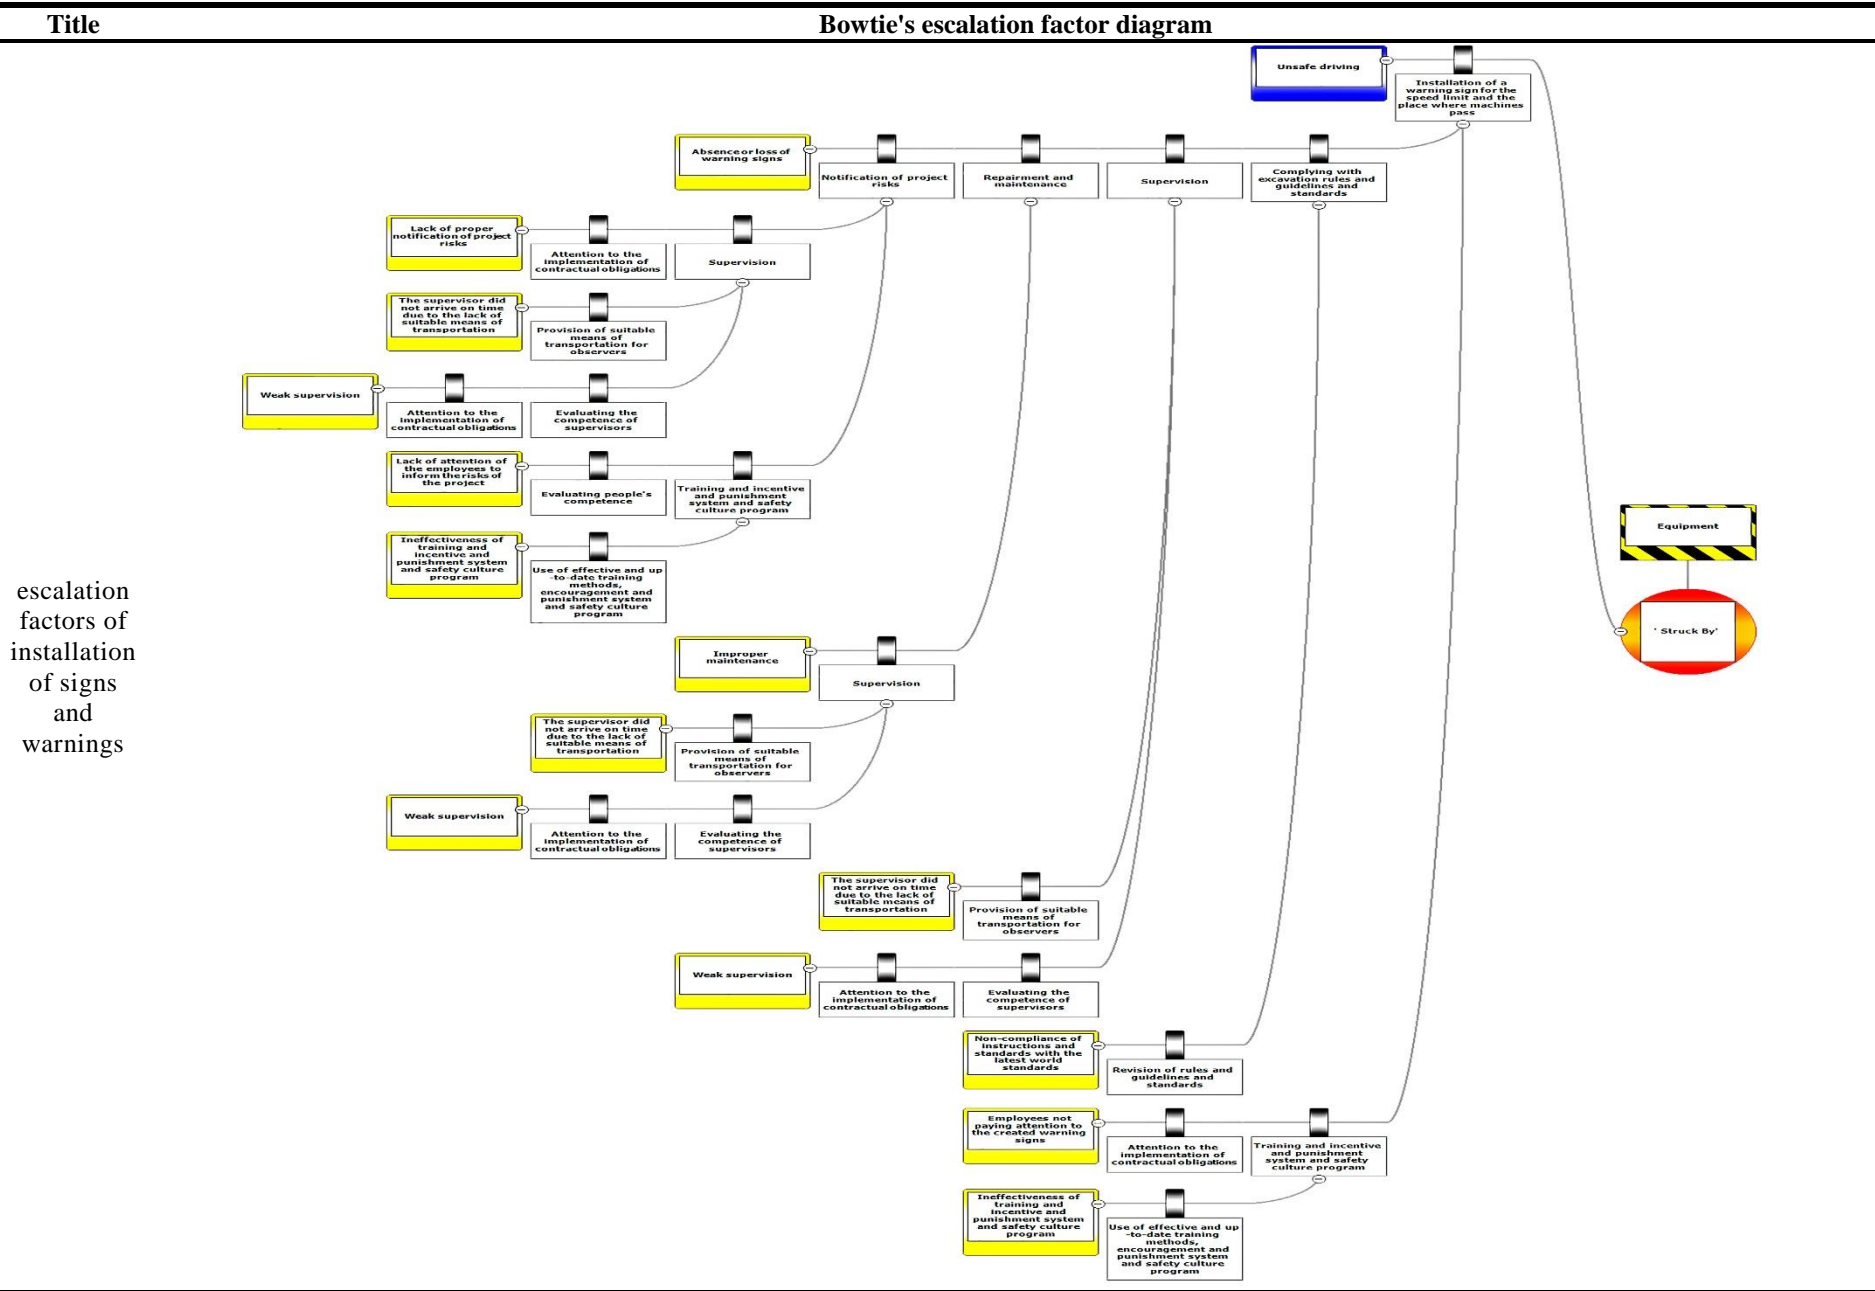 Title
Bowtie's escalation factor diagram
escalation
factors of
installation
of signs
and
warnings
Unsafe driving
Installation of a
warning sign for the
speed limit and the
place where machines
pass
Absence or loss of
warning signs
Notification of project
risks
Repairment and
maintenance
Supervision
Complying with
excavation rules and
guidelines and
standards
Lack of proper
notification of project
risks
Attention to the
implementation of
contractual obligations
Supervision
The supervisor did
not arrive on time
due to the lack of
suitable means of
transportation
Provision of suitable
means of
transportation for
observers
Weak supervision
Attention to the
implementation of
contractual obligations
Evaluating the
competence of
supervisors
Lack of attention of
the employees to
inform the risks of
the project
Evaluating people's
competence
Training and incentive
and punishment
system and safety
culture program
Ineffectiveness of
training and
incentive and
punishment system
and safety culture
program
Use of effective and up
-to-date training
methods,
encouragement and
punishment system
and safety culture
program
Equipment
' Struck By'
Improper
maintenance
Supervision
The supervisor did
not arrive on time
due to the lack of
suitable means of
transportation
Provision of suitable
means of
transportation for
observers
Weak supervision
Attention to the
implementation of
contractual obligations
Evaluating the
competence of
supervisors
The supervisor did
not arrive on time
due to the lack of
suitable means of
transportation
Provision of suitable
means of
transportation for
observers
Weak supervision
Attention to the
implementation of
contractual obligations
Evaluating the
competence of
supervisors
Non-compliance of
instructions and
standards with the
latest world
standards
Revision of rules and
guidelines and
standards
Employees not
paying attention to
the created warning
signs
Attention to the
implementation of
contractual obligations
Training and incentive
and punishment
system and safety
culture program
Ineffectiveness of
training and
incentive and
punishment system
and safety culture
program
Use of effective and up
-to-date training
methods,
encouragement and
punishment system
and safety culture
program